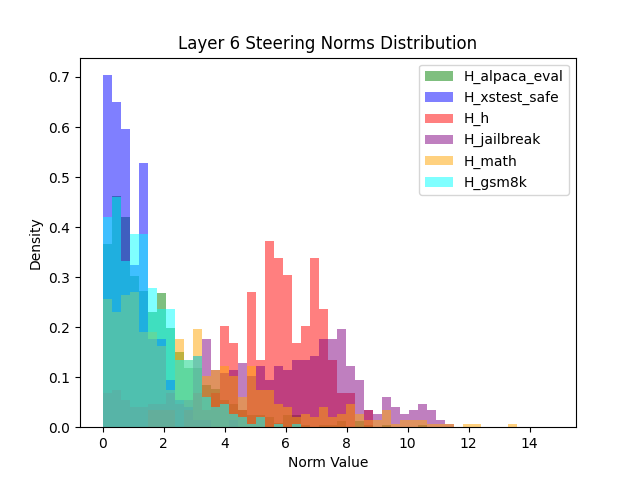 Layer 6 Steering Norms Distribution
H_alpaca_eval
H_xstest_safe
H_h
H_jailbreak
H_math
H_gsm8k
Density
0.7
0.6
0.5
0.4
0.3
0.2
0.1
0.0
0 2 4 6 8 10 12 14
Norm Value